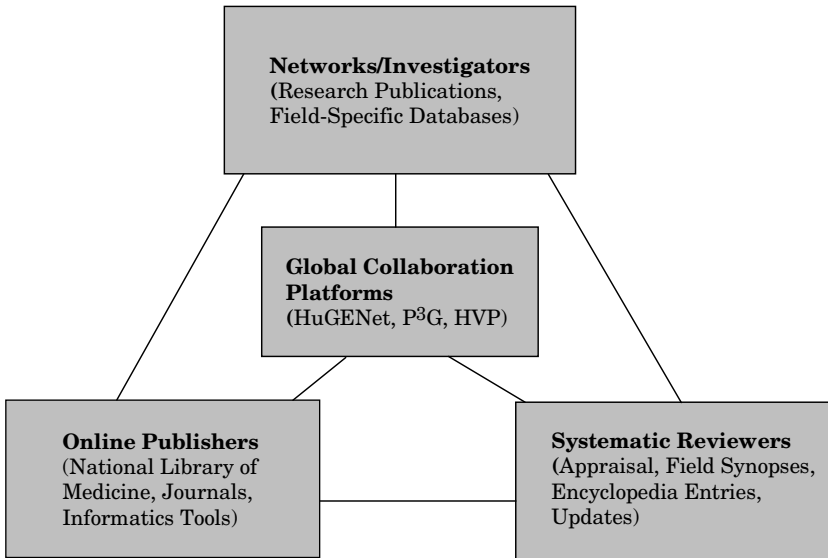 Networks/Investigators
(Research Publications,
Field-Specific Databases)
Global Collaboration
Platforms
(HuGENet, P³G, HVP)
Online Publishers
(National Library of
Medicine, Journals,
Informatics Tools)
Systematic Reviewers
(Appraisal, Field Synopses,
Encyclopedia Entries,
Updates)